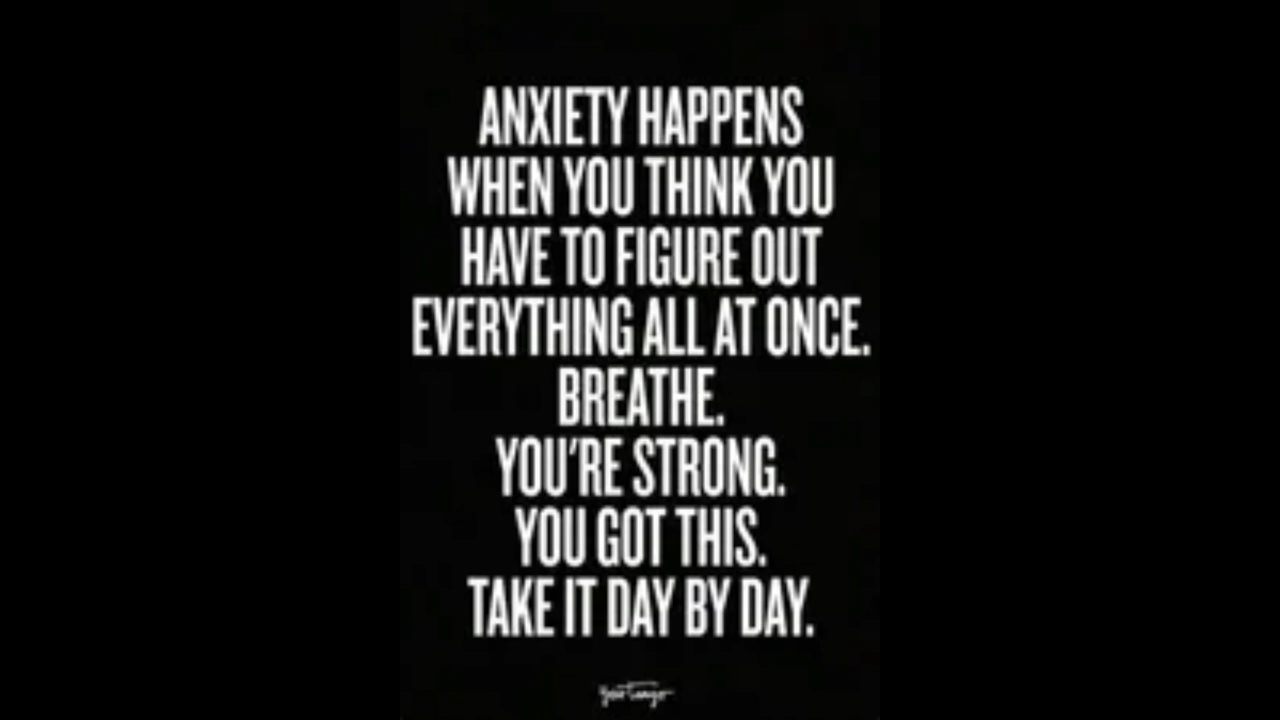 ANXIETY HAPPENS
WHEN YOU THINK YOU
HAVE TO FIGURE OUT
EVERYTHING ALL AT ONCE.
BREATHE.
YOU'RE STRONG.
YOU GOT THIS.
TAKE IT DAY BY DAY.
YourTango